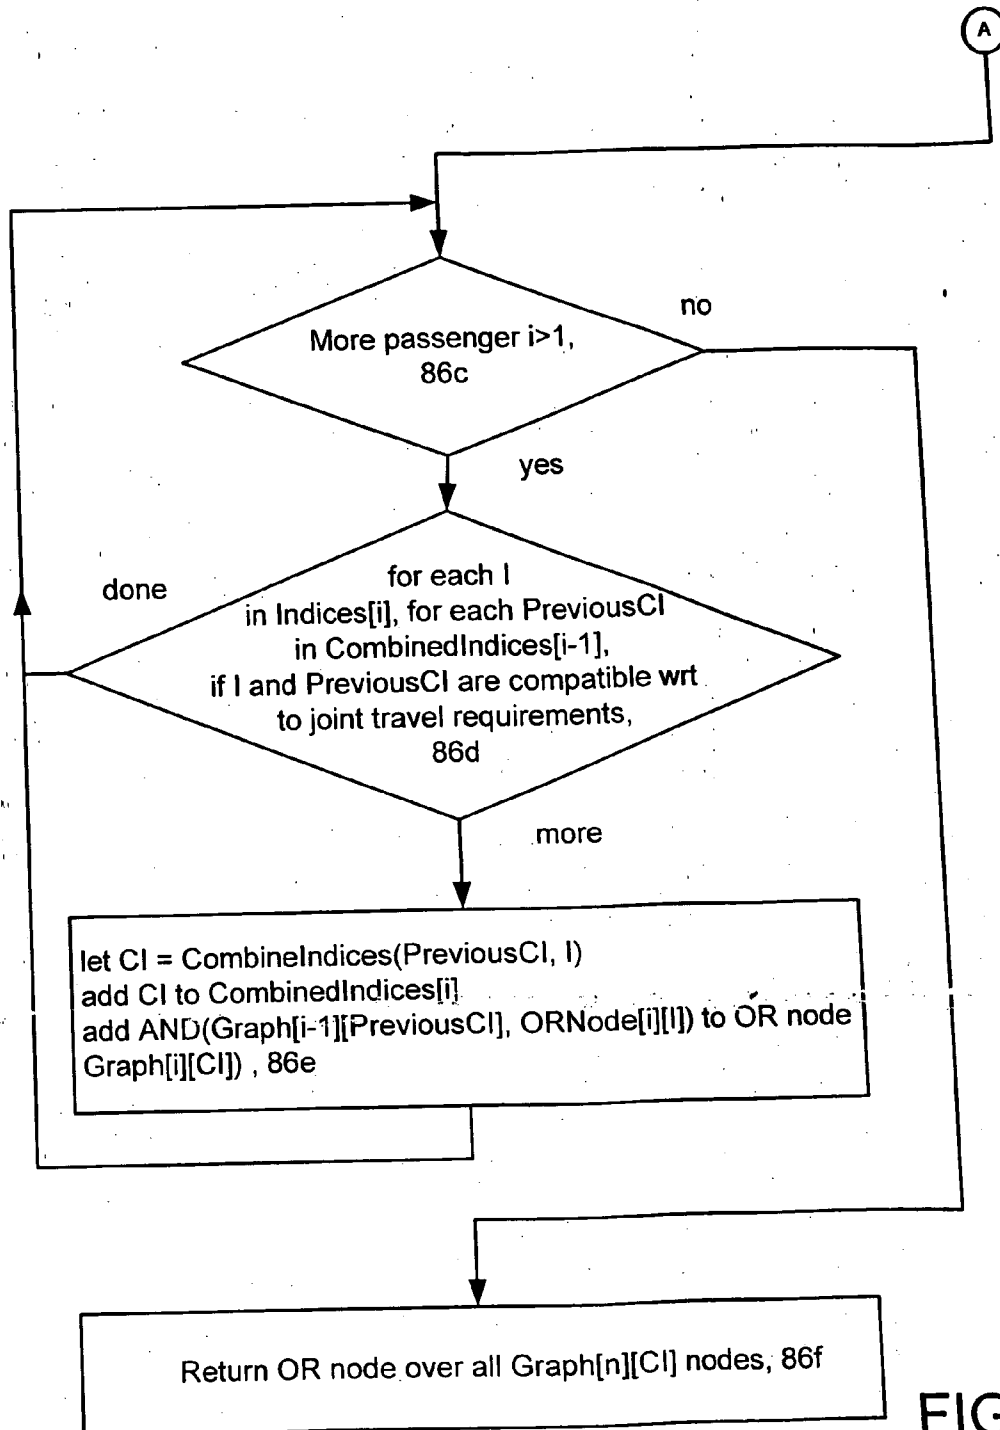 A
no
More passenger i>1,
86c
yes
done
for each I
in Indices[i], for each PreviousCI
in CombinedIndices[i-1],
if I and PreviousCI are compatible wrt
to joint travel requirements,
86d
more
let CI = CombineIndices(PreviousCI, I)
add CI to CombinedIndices[i]
add AND(Graph[i-1][PreviousCI], ORNode[i][I]) to OR node
Graph[i][CI]) , 86e
Return OR node over all Graph[n][CI] nodes, 86f
FIG